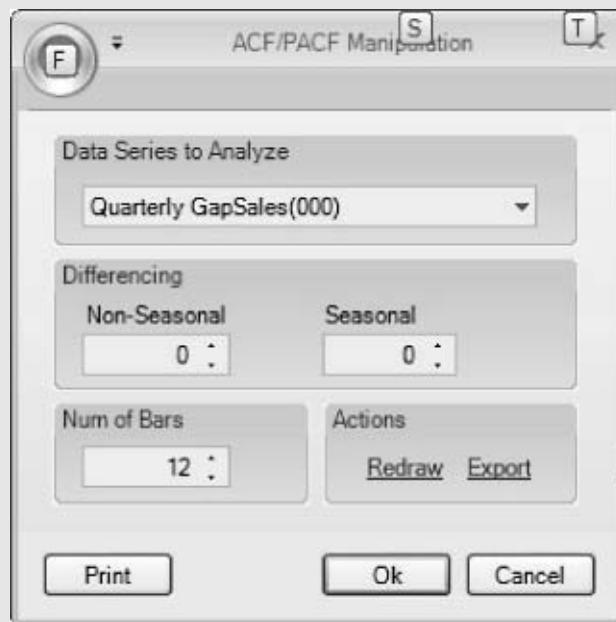 S T
F ACF/PACF Manipulation
Data Series to Analyze
Quarterly GapSales(000)
Differencing
Non-Seasonal Seasonal
0 0
Num of Bars Actions
12 Redraw Export
Print Ok Cancel